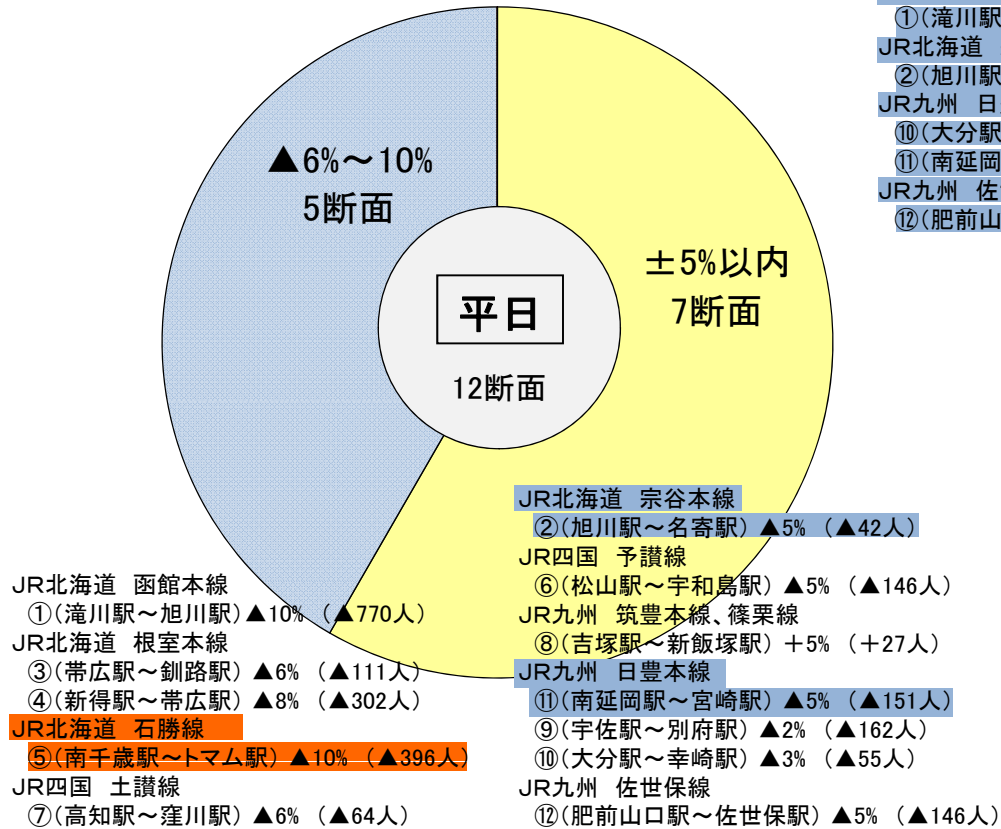 ①(滝川駅
JR北海道
②(旭川駅
JR九州 日
⑩(大分駅
⑪(南延岡
JR九州 佐
⑫(肥前山
▲6%～10%
5断面
±5%以内
7断面
平日
12断面
JR北海道 函館本線
①(滝川駅～旭川駅)▲10% (▲770人)
JR北海道 根室本線
③(帯広駅～釧路駅) ▲6% (▲111人)
④(新得駅～帯広駅) ▲8% (▲302人)
JR北海道 石勝線
⑤(南千歳駅～トマム駅) ▲10% (▲396人)
JR四国 土讃線
⑦(高知駅～窪川駅) ▲6% (▲64人)
JR北海道 宗谷本線
②(旭川駅～名寄駅) ▲5% (▲42人)
JR四国 予讃線
⑥(松山駅～宇和島駅) ▲5% (▲146人)
JR九州 筑豊本線、篠栗線
⑧(吉塚駅～新飯塚駅) ＋5% (＋27人)
JR九州 日豊本線
⑪(南延岡駅～宮崎駅) ▲5% (▲151人)
⑨(宇佐駅～別府駅) ▲2% (▲162人)
⑩(大分駅～幸崎駅) ▲3% (▲55人)
JR九州 佐世保線
⑫(肥前山口駅～佐世保駅) ▲5% (▲146人)